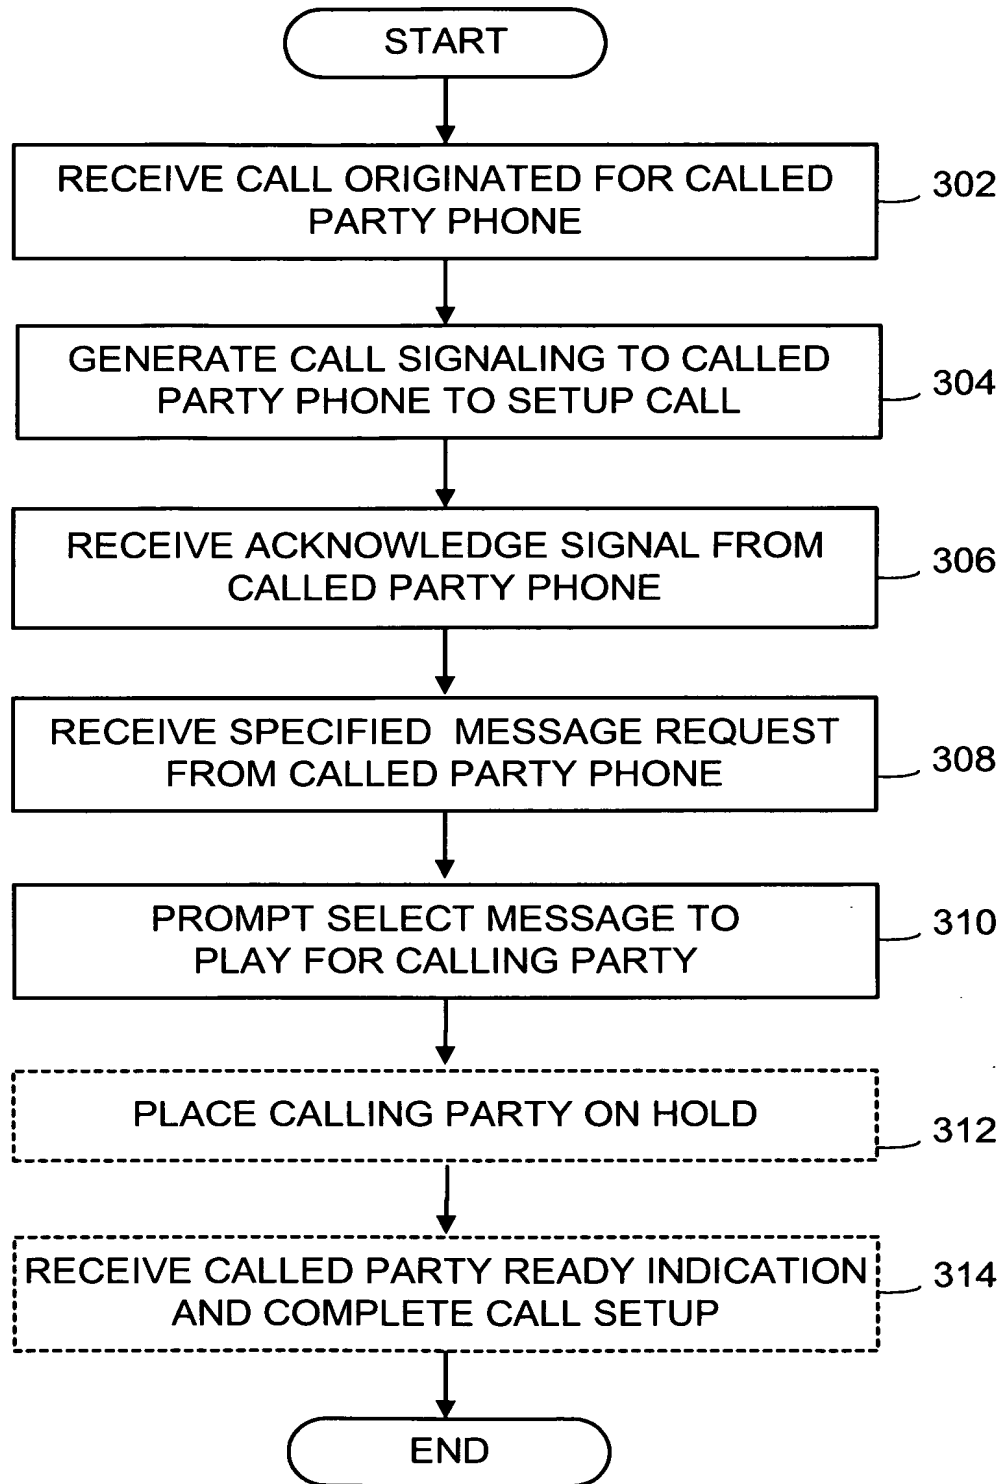 START
RECEIVE CALL ORIGINATED FOR CALLED
PARTY PHONE
302
GENERATE CALL SIGNALING TO CALLED
PARTY PHONE TO SETUP CALL
304
RECEIVE ACKNOWLEDGE SIGNAL FROM
CALLED PARTY PHONE
306
RECEIVE SPECIFIED MESSAGE REQUEST
FROM CALLED PARTY PHONE
308
PROMPT SELECT MESSAGE TO
PLAY FOR CALLING PARTY
310
PLACE CALLING PARTY ON HOLD
312
RECEIVE CALLED PARTY READY INDICATION
AND COMPLETE CALL SETUP
314
END